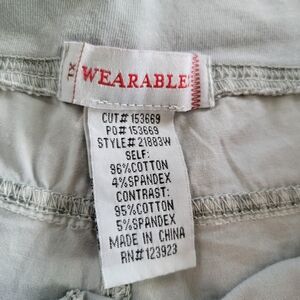 1X
WEARABLE
CUT# 153669
PO# 153669
STYLE# 21883W
SELF:
96%COTTON
4%SPANDEX
CONTRAST:
95%COTTON
5%SPANDEX
MADE IN CHINA
RN#123923